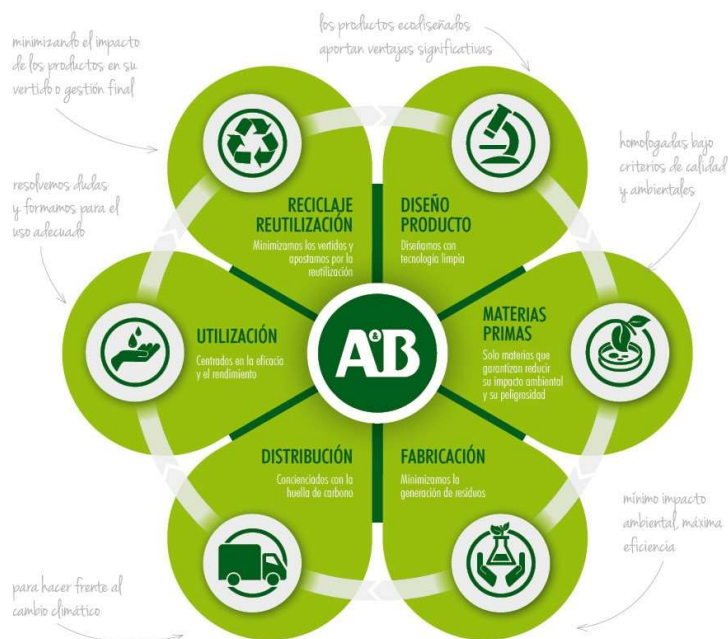 los productos ecodiseñados
aportan ventajas significativas
minimizando el impacto
de los productos en su
vertido o gestión final
homologadas bajo
criterios de calidad
y ambientales
resolvemos dudas
y formamos para el
uso adecuado
RECICLAJE
REUTILIZACIÓN
Minimizamos los vertidos y
apostamos por la
reutilización
DISEÑO
PRODUCTO
Diseñamos con
tecnología limpia
UTILIZACIÓN
Centrados en la eficacia
y el rendimiento
A&B
MATERIAS
PRIMAS
Solo materias que
garantizan reducir
su impacto ambiental
y su peligrosidad
DISTRIBUCIÓN
Concienciados con la
huella de carbono
FABRICACIÓN
Minimizamos la
generación de residuos
mínimo impacto
ambiental, máxima
eficiencia
para hacer frente al
cambio climático